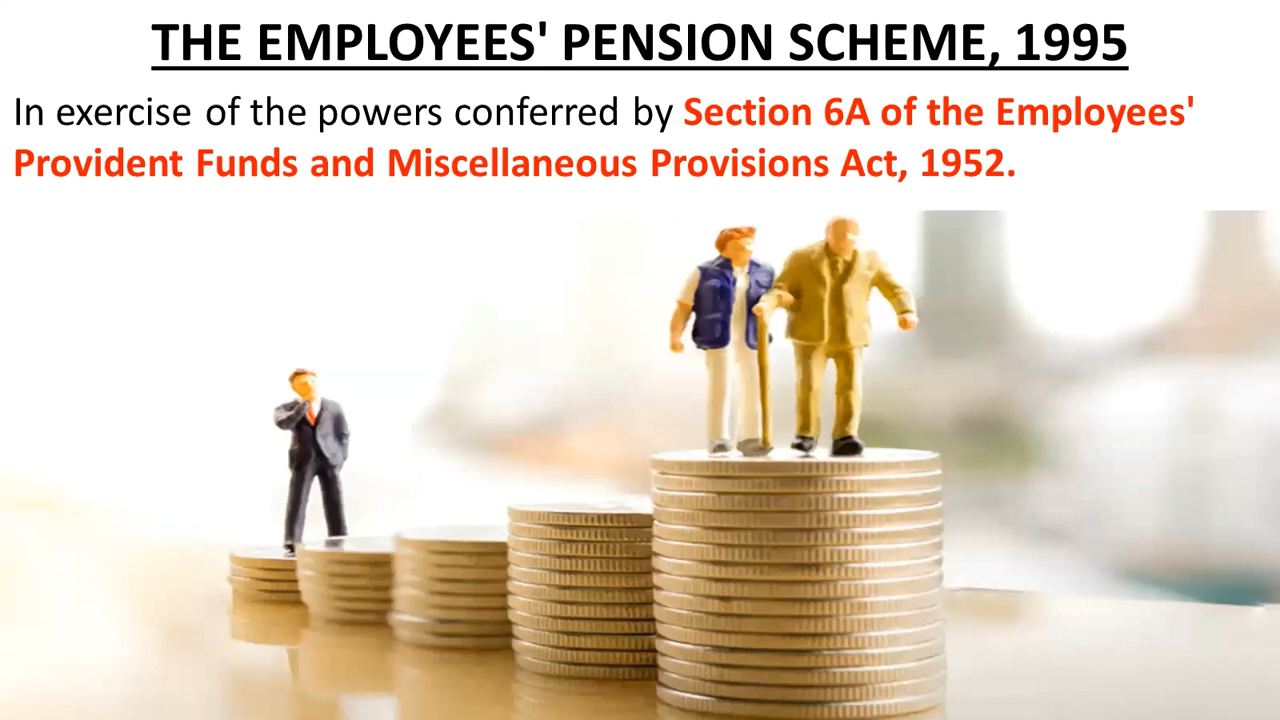 THE EMPLOYEES' PENSION SCHEME, 1995
In exercise of the powers conferred by Section 6A of the Employees'
Provident Funds and Miscellaneous Provisions Act, 1952.